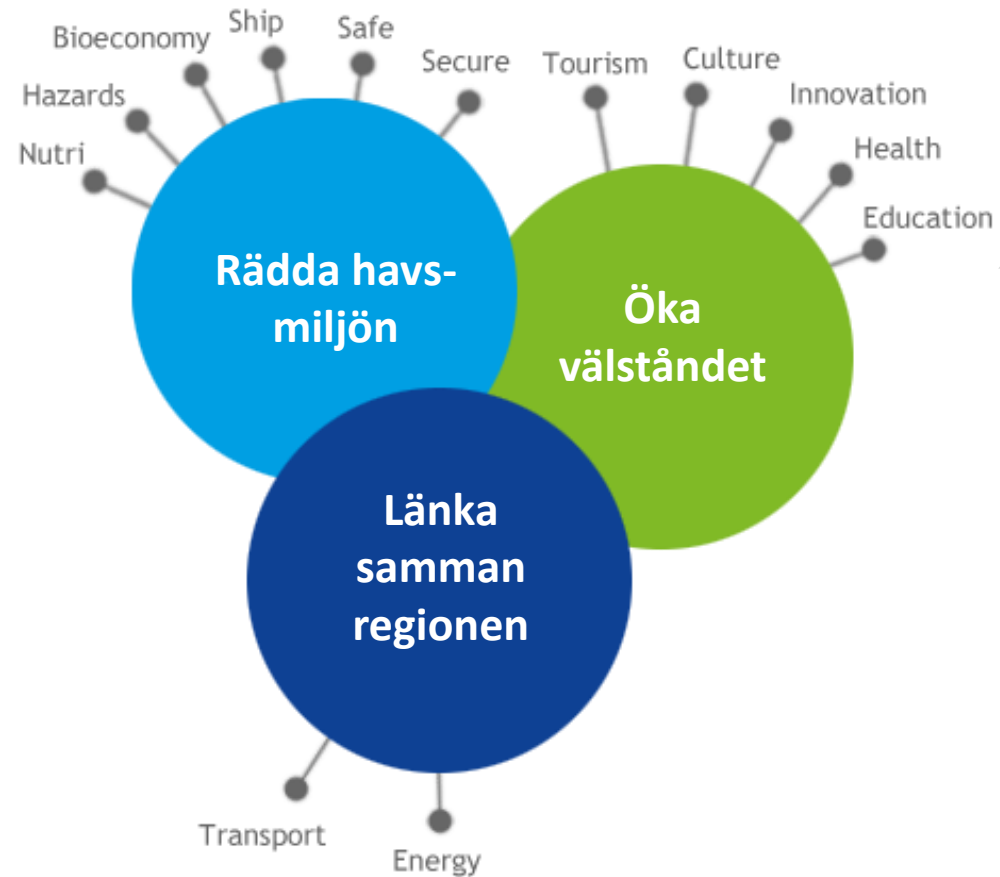 Ship
Safe
Bioeconomy
Secure
Tourism
Culture
Hazards
Innovation
Nutri
Health
Education
Rädda havs-
miljön
Öka
välståndet
Länka
samman
regionen
Transport
Energy